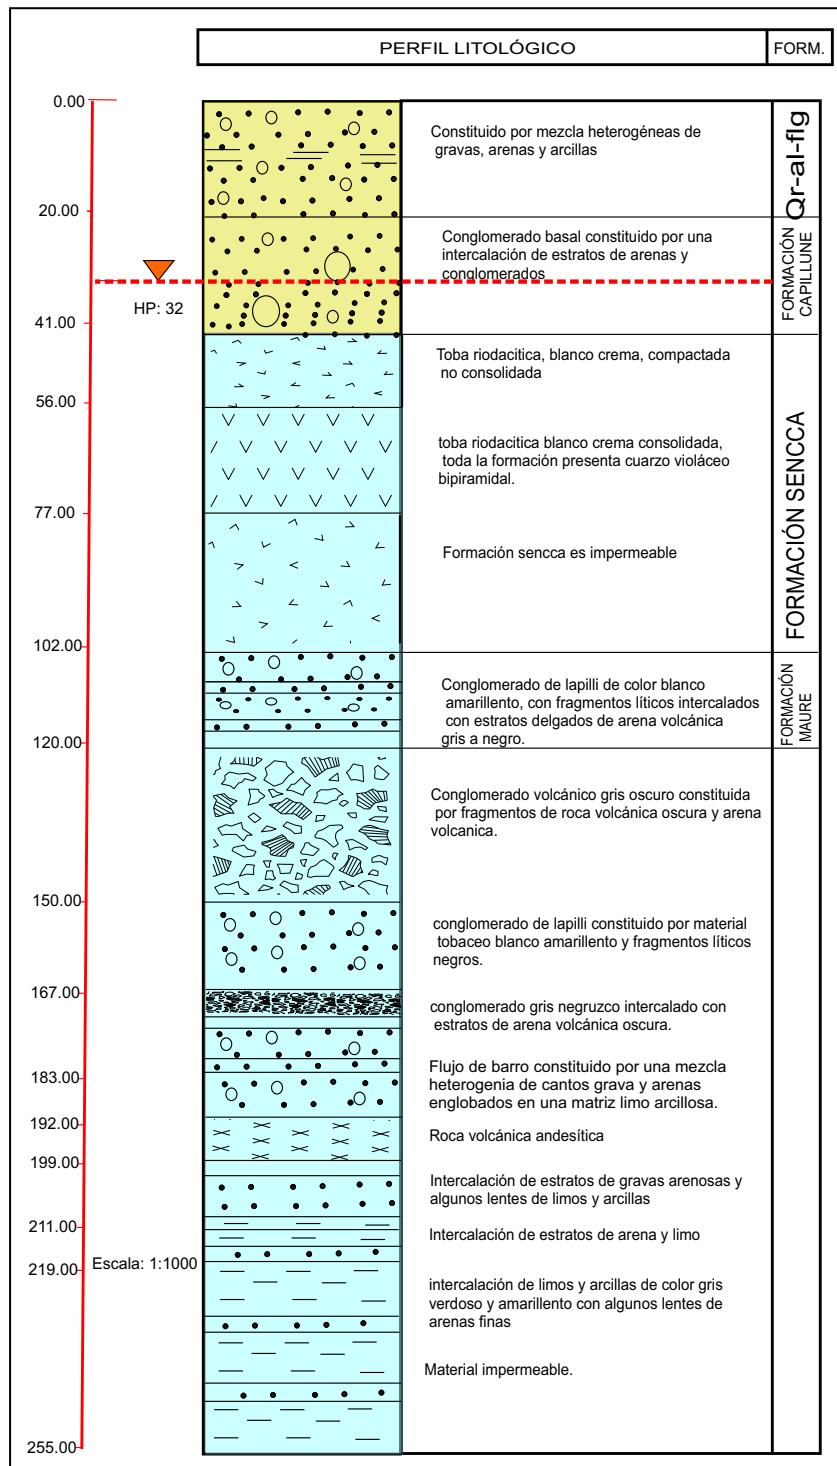 PERFIL LITOLÓGICO
FORM.
0.00
Constituido por mezcla heterogéneas de
gravas, arenas y arcillas
Qr-al-flg
20.00
Conglomerado basal constituido por una
intercalación de estratos de arenas y
conglomerados
FORMACIÓN
CAPILLUNE
HP: 32
41.00
Toba riodacitica, blanco crema, compactada
no consolidada
56.00
toba riodacitica blanco crema consolidada,
toda la formación presenta cuarzo violáceo
bipiramidal.
FORMACIÓN SENCCA
77.00
Formación sencca es impermeable
102.00
Conglomerado de lapilli de color blanco
amarillento, con fragmentos líticos intercalados
con estratos delgados de arena volcánica
gris a negro.
FORMACIÓN
MAURE
120.00
Conglomerado volcánico gris oscuro constituida
por fragmentos de roca volcánica oscura y arena
volcanica.
150.00
conglomerado de lapilli constituido por material
tobaceo blanco amarillento y fragmentos líticos
negros.
167.00
conglomerado gris negruzco intercalado con
estratos de arena volcánica oscura.
Flujo de barro constituido por una mezcla
183.00
heterogenia de cantos grava y arenas
englobados en una matriz limo arcillosa.
192.00
Roca volcánica andesítica
199.00
Intercalación de estratos de gravas arenosas y
algunos lentes de limos y arcillas
211.00
Intercalación de estratos de arena y limo
Escala: 1:1000
219.00
intercalación de limos y arcillas de color gris
verdoso y amarillento con algunos lentes de
arenas finas
Material impermeable.
255.00